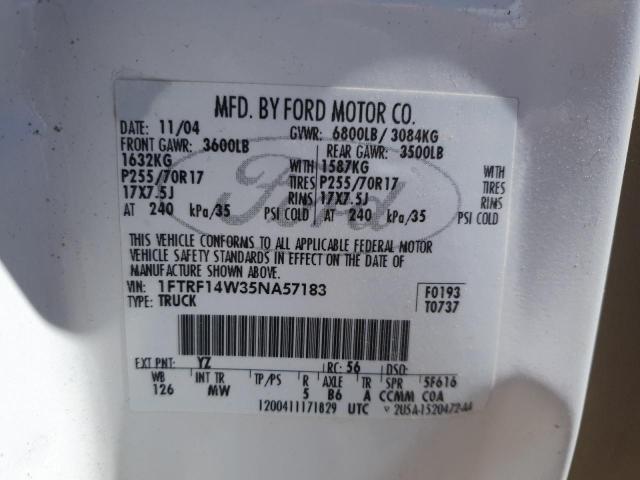 MFD. BY FORD MOTOR CO.
DATE: 11/04 GVWR: 6800LB/ 3084KG
FRONT GAWR: 3600LB REAR GAWR: 3500LB
1632KG WITH 1587KG WITH
P255/70R17 TIRES P255/70R17 TIRES
17X7.5J RIMS 17X7.5J RIMS
AT 240 kPa/35 PSI COLD AT 240 kPa/35 PSI COLD
Ford
THIS VEHICLE CONFORMS TO ALL APPLICABLE FEDERAL MOTOR
VEHICLE SAFETY STANDARDS IN EFFECT ON THE DATE OF
MANUFACTURE SHOWN ABOVE.
VIN: 1FTRF14W35NA57183 F0193
TYPE: TRUCK T0737
EXT PNT: YZ RC: 56 DSO:
WB INT TR TP/PS R AXLE TR SPR 5F616
126 MW 5 B6 A CCMM COA
1200411171829 UTC 2U5A-1520472-AA